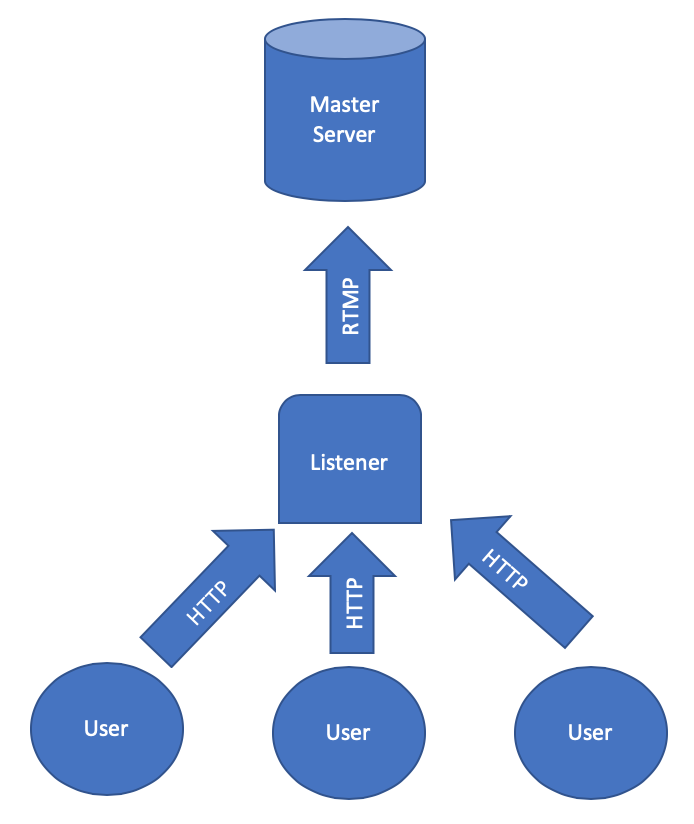 Master
Server
RTMP
Listener
HTTP
HTTP
HTTP
User
User
User